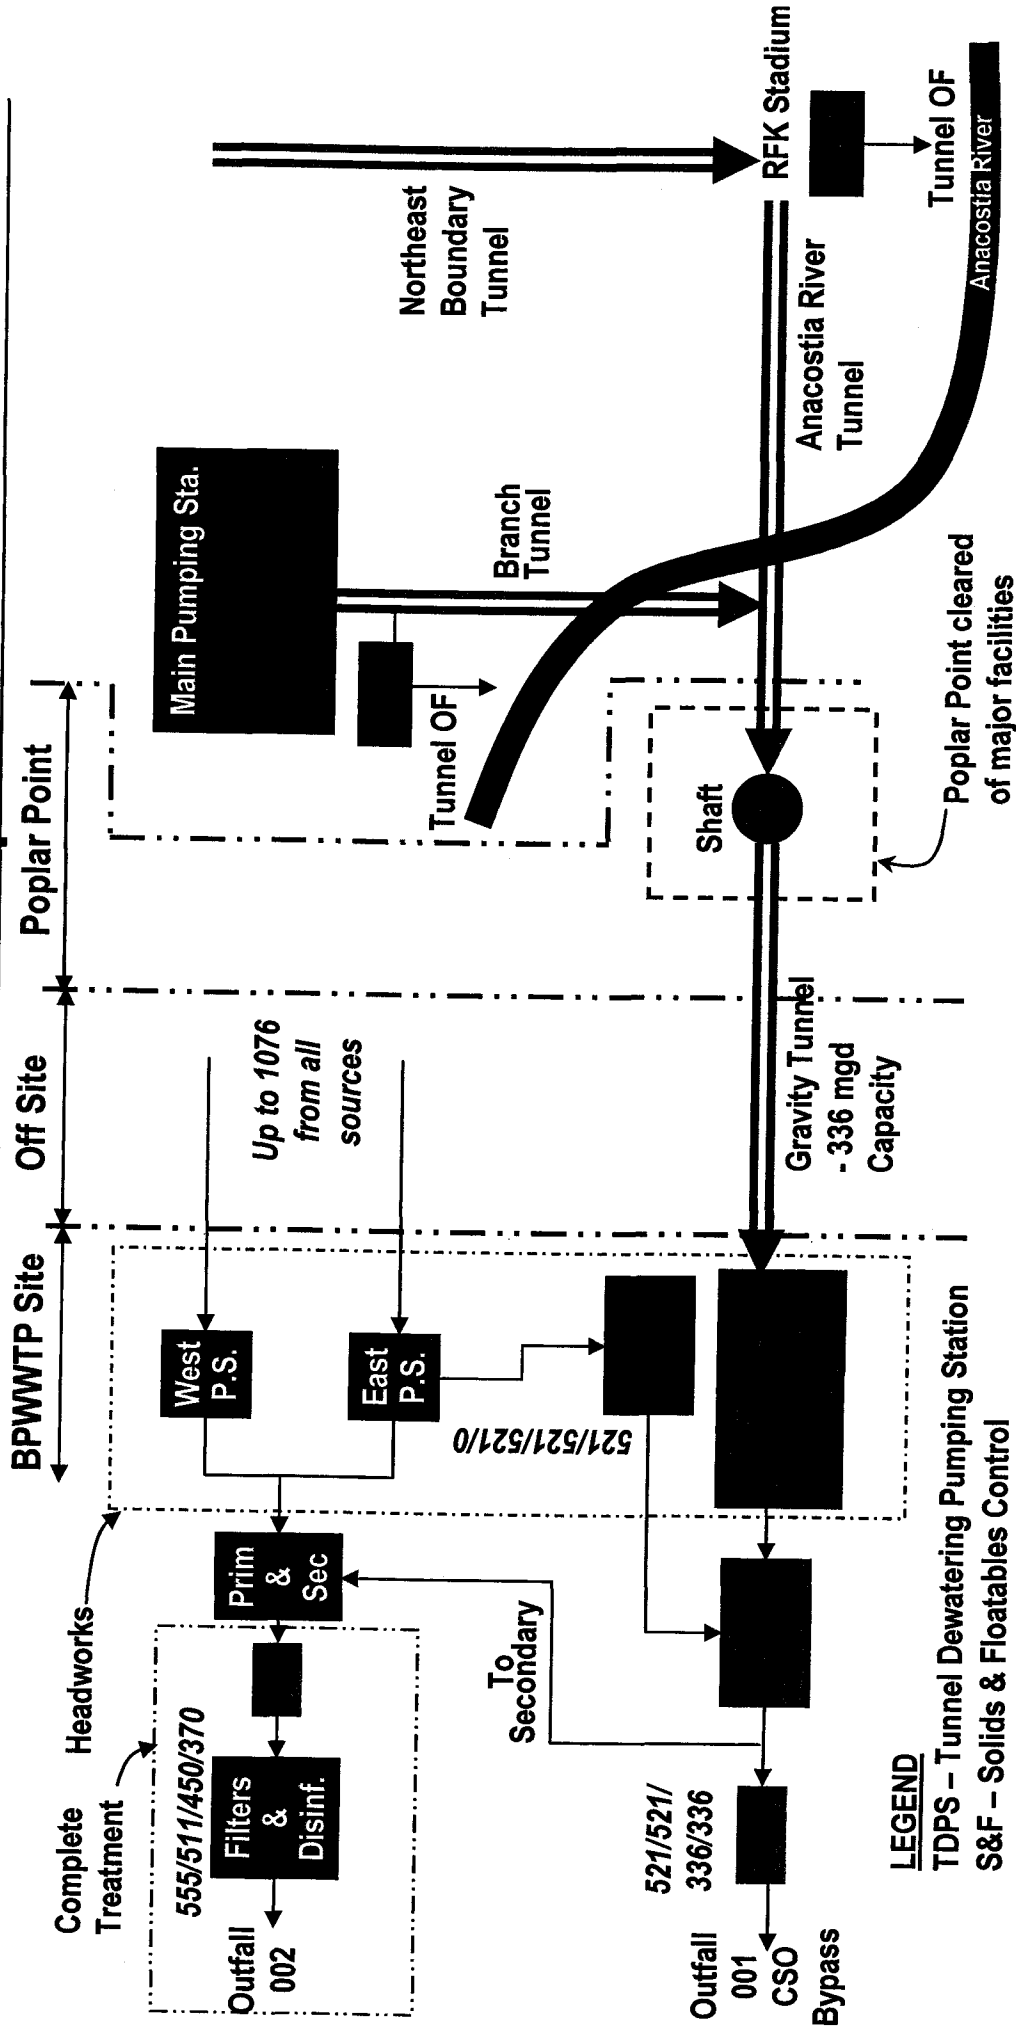 BPWWTP Site
Off Site
Poplar Point
Complete
Treatment
Headworks
555/511/450/370
Outfall
002
Filters
&
Disinf.
Prim
&
Sec
West
P.S.
East
P.S.
Up to 1076
from all
sources
Main Pumping Sta.
Tunnel OF
Branch
Tunnel
Northeast
Boundary
Tunnel
521/521/521/0
To
Secondary
521/521/
336/336
Outfall
001
CSO
Bypass
Gravity Tunnel
- 336 mgd
Capacity
Shaft
Anacostia River
Tunnel
RFK Stadium
Tunnel OF
Anacostia River
Poplar Point cleared
of major facilities
LEGEND
TDPS – Tunnel Dewatering Pumping Station
S&F – Solids & Floatables Control